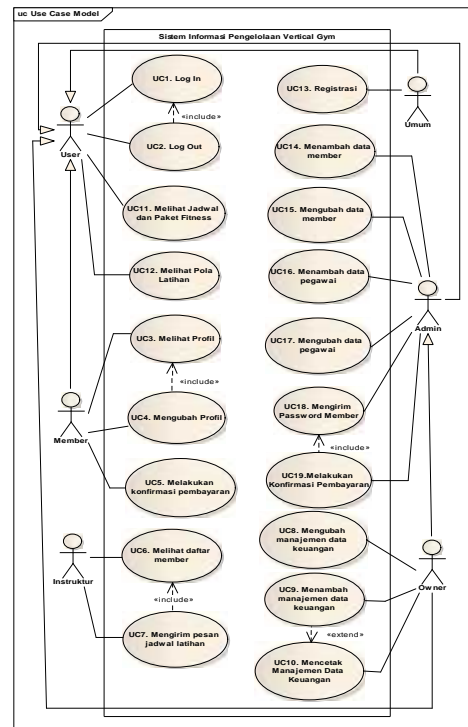 uc Use Case Model
Sistem Informasi Pengelolaan Vertical Gym
UC1. Log In
«include»
UC2. Log Out
User
UC11. Melihat Jadwal
dan Paket Fitness
UC12. Melihat Pola
Latihan
UC3. Melihat Profil
«include»
UC4. Mengubah Profil
Member
UC5. Melakukan
konfirmasi pembayaran
UC6. Melihat daftar
member
Instruktur
«include»
UC7. Mengirim pesan
jadwal latihan
UC13. Registrasi
Umum
UC14. Menambah data
member
UC15. Mengubah data
member
UC16. Menambah data
pegawai
Admin
UC17. Mengubah data
pegawai
UC18. Mengirim
Password Member
«include»
UC19.Melakukan
Konfirmasi Pembayaran
UC8. Mengubah
manajemen data
keuangan
UC9. Menambah
manajemen data
keuangan
Owner
«extend»
UC10. Mencetak
Manajemen Data
Keuangan